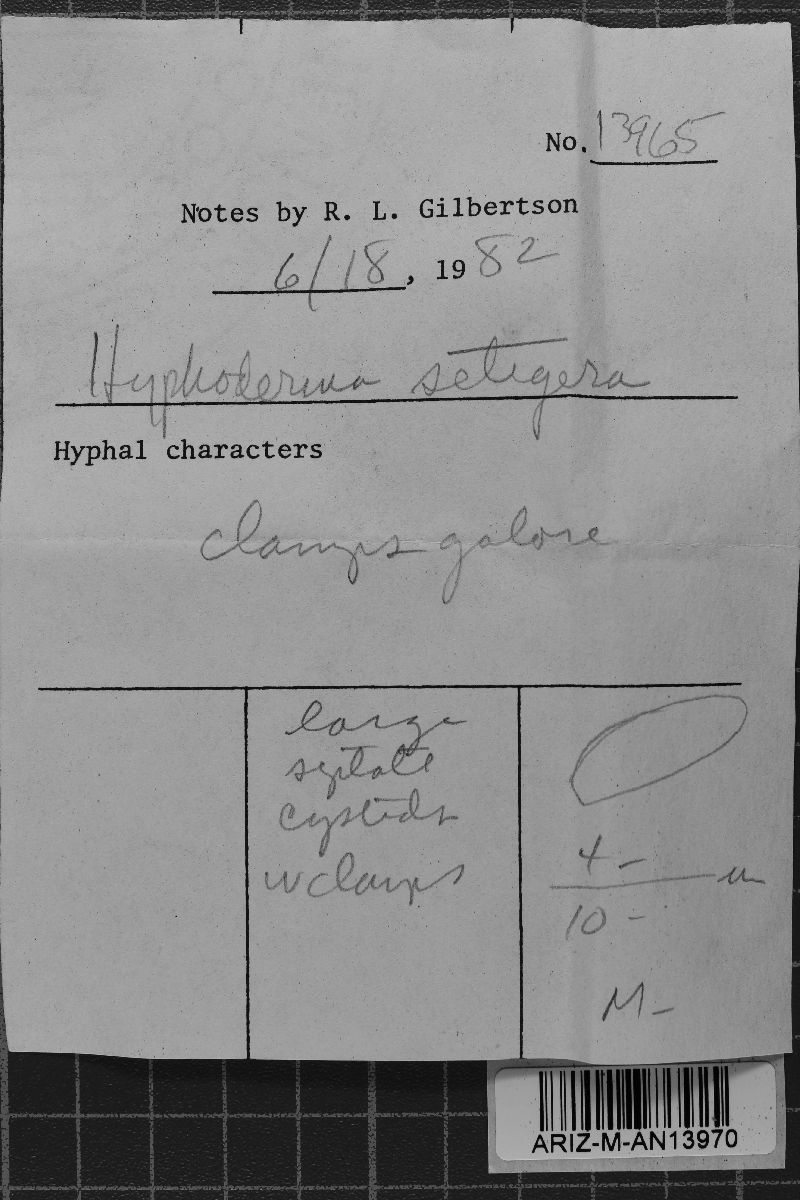 No. 13965
Notes by R. L. Gilbertson
6/18, 1982
Hyphoderma setigera
Hyphal characters
clamps galore
large
septate
cystids
w clamps
4 -
10 -
M -
ARIZ-M-AN13970